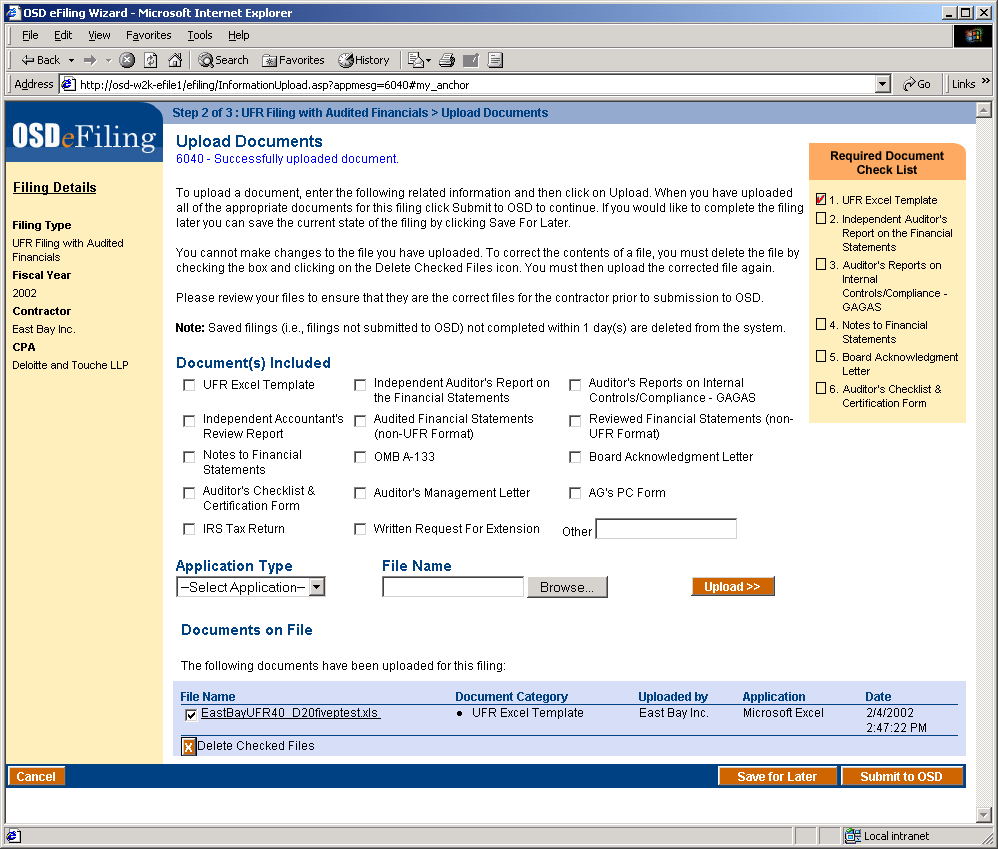 OSD eFiling Wizard - Microsoft Internet Explorer
File Edit View Favorites Tools Help
Back Search Favorites History
Address http://osd-w2k-efile1/efiling/InformationUpload.asp?appmesg=6040#my_anchor Go Links »
OSDeFiling
Filing Details
Filing Type
UFR Filing with Audited
Financials
Fiscal Year
2002
Contractor
East Bay Inc.
CPA
Deloitte and Touche LLP
Step 2 of 3 : UFR Filing with Audited Financials > Upload Documents
Upload Documents
6040 - Successfully uploaded document.
To upload a document, enter the following related information and then click on Upload. When you have uploaded
all of the appropriate documents for this filing click Submit to OSD to continue. If you would like to complete the filing
later you can save the current state of the filing by clicking Save For Later.
You cannot make changes to the file you have uploaded. To correct the contents of a file, you must delete the file by
checking the box and clicking on the Delete Checked Files icon. You must then upload the corrected file again.
Please review your files to ensure that they are the correct files for the contractor prior to submission to OSD.
Note: Saved filings (i.e., filings not submitted to OSD) not completed within 1 day(s) are deleted from the system.
Required Document
Check List
1. UFR Excel Template
2. Independent Auditor's
Report on the Financial
Statements
3. Auditor's Reports on
Internal
Controls/Compliance -
GAGAS
4. Notes to Financial
Statements
5. Board Acknowledgment
Letter
6. Auditor's Checklist &
Certification Form
Document(s) Included
UFR Excel Template
Independent Auditor's Report on
the Financial Statements
Auditor's Reports on Internal
Controls/Compliance - GAGAS
Independent Accountant's
Review Report
Audited Financial Statements
(non-UFR Format)
Reviewed Financial Statements (non-
UFR Format)
Notes to Financial
Statements
OMB A-133
Board Acknowledgment Letter
Auditor's Checklist &
Certification Form
Auditor's Management Letter
AG's PC Form
IRS Tax Return
Written Request For Extension
Other
Application Type
File Name
--Select Application--
Browse...
Upload >>
Documents on File
The following documents have been uploaded for this filing:
File Name Document Category Uploaded by Application Date
EastBayUFR40_D20fiveptest.xls • UFR Excel Template East Bay Inc. Microsoft Excel 2/4/2002
2:47:22 PM
X Delete Checked Files
Cancel Save for Later Submit to OSD
Local intranet